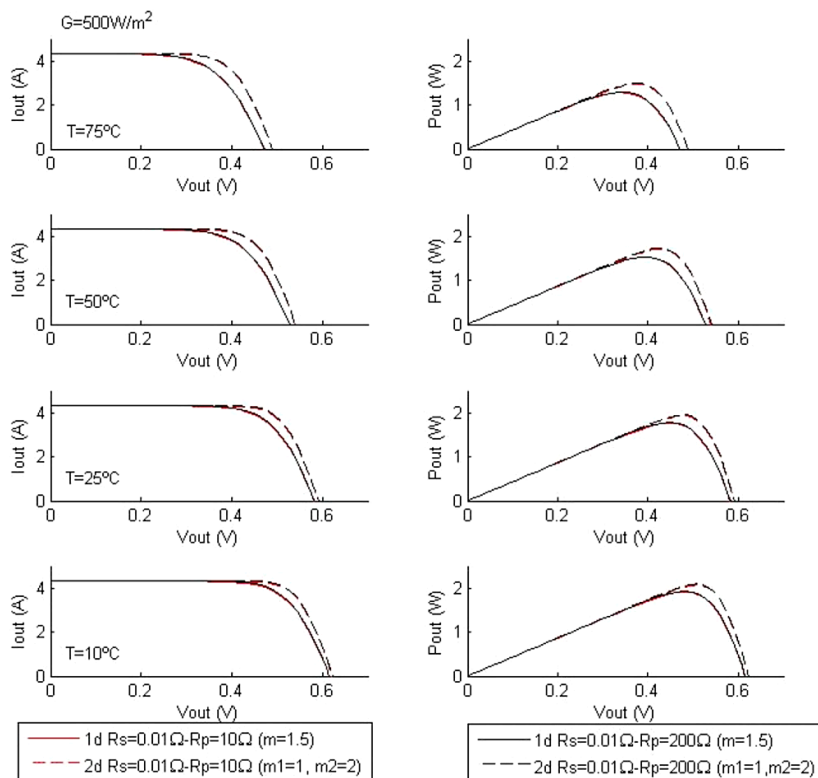 G=500W/m²
Iout (A)
4
2
0
T=75ºC
0 0.2 0.4 0.6
Vout (V)
Pout (W)
2
1
0
0 0.2 0.4 0.6
Vout (V)
Iout (A)
4
2
0
T=50ºC
0 0.2 0.4 0.6
Vout (V)
Pout (W)
2
1
0
0 0.2 0.4 0.6
Vout (V)
Iout (A)
4
2
0
T=25ºC
0 0.2 0.4 0.6
Vout (V)
Pout (W)
2
1
0
0 0.2 0.4 0.6
Vout (V)
Iout (A)
4
2
0
T=10ºC
0 0.2 0.4 0.6
Vout (V)
Pout (W)
2
1
0
0 0.2 0.4 0.6
Vout (V)
1d Rs=0.01Ω-Rp=10Ω (m=1.5)
2d Rs=0.01Ω-Rp=10Ω (m1=1, m2=2)
1d Rs=0.01Ω-Rp=200Ω (m=1.5)
2d Rs=0.01Ω-Rp=200Ω (m1=1,m2=2)